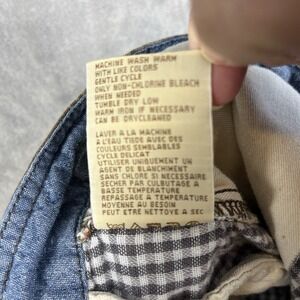 MACHINE WASH WARM
WITH LIKE COLORS
GENTLE CYCLE
ONLY NON-CHLORINE BLEACH
WHEN NEEDED
TUMBLE DRY LOW
WARM IRON IF NECESSARY
CAN BE DRYCLEANED
LAVER A LA MACHINE
A L'EAU TIEDE AVEC DES
COULEURS SEMBLABLES
CYCLE DELICAT
UTILISER UNIQUEMENT UN
AGENT DE BLANCHIMENT
SANS CHLORE SI NECESSAIRE
SECHER PAR CULBUTAGE A
BASSE TEMPERATURE
REPASSAGE A TEMPERATURE
MOYENNE AU BESOIN
PEUT ETRE NETTOYE A SEC